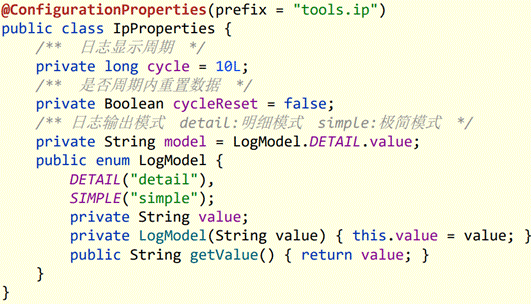 @ConfigurationProperties(prefix = "tools.ip")
public class IpProperties {
/** 日志显示周期 */
private long cycle = 10L;
/** 是否周期内重置数据 */
private Boolean cycleReset = false;
/** 日志输出模式 detail:明细模式 simple:极简模式 */
private String model = LogModel.DETAIL.value;
public enum LogModel {
DETAIL("detail"),
SIMPLE("simple");
private String value;
private LogModel(String value) { this.value = value; }
public String getValue() { return value; }
}
}